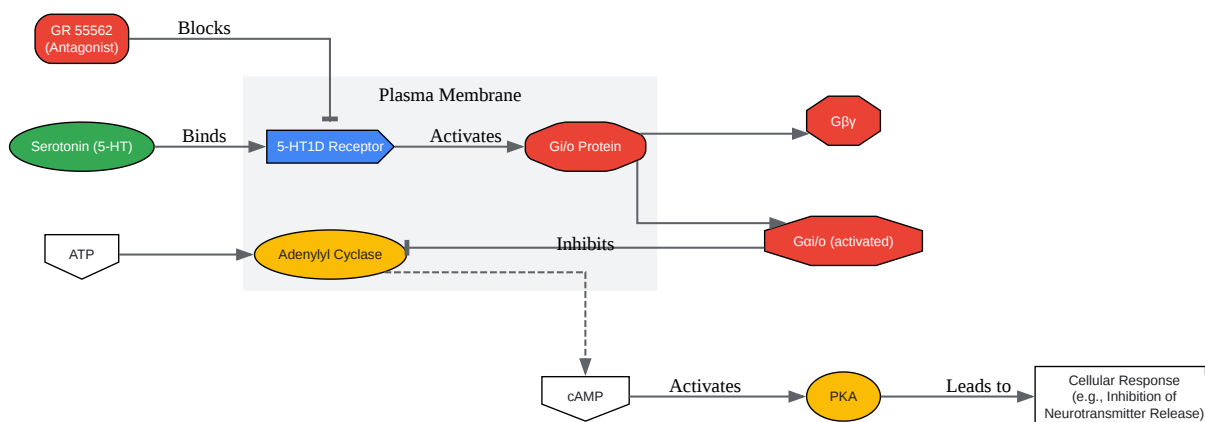 GR 55562
(Antagonist)
Blocks
Plasma Membrane
Serotonin (5-HT)
Binds
5-HT1D Receptor
Activates
Gi/o Protein
Gβγ
ATP
Adenylyl Cyclase
Inhibits
Gαi/o (activated)
cAMP
Activates
PKA
Leads to
Cellular Response
(e.g., Inhibition of
Neurotransmitter Release)